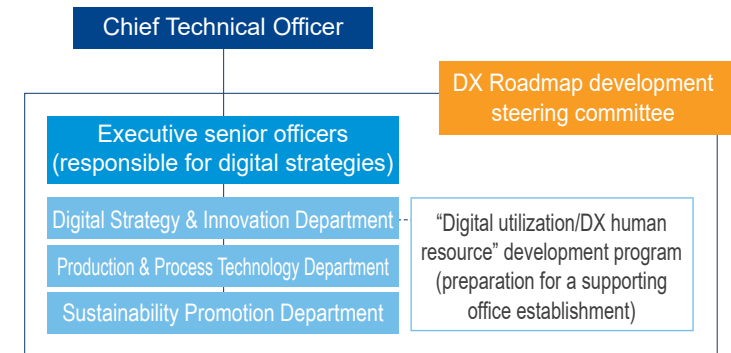 Chief Technical Officer
DX Roadmap development
steering committee
Executive senior officers
(responsible for digital strategies)
Digital Strategy & Innovation Department
Production & Process Technology Department
Sustainability Promotion Department
“Digital utilization/DX human
resource” development program
(preparation for a supporting
office establishment)